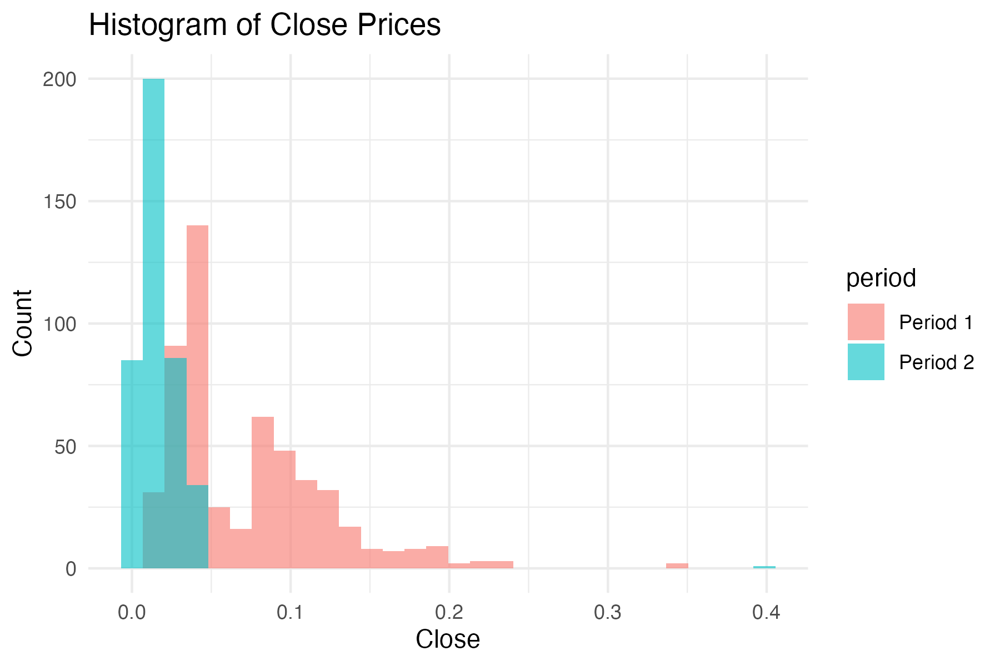 Histogram of Close Prices
200
150
100
50
0
Count
0.0 0.1 0.2 0.3 0.4
Close
period
Period 1
Period 2